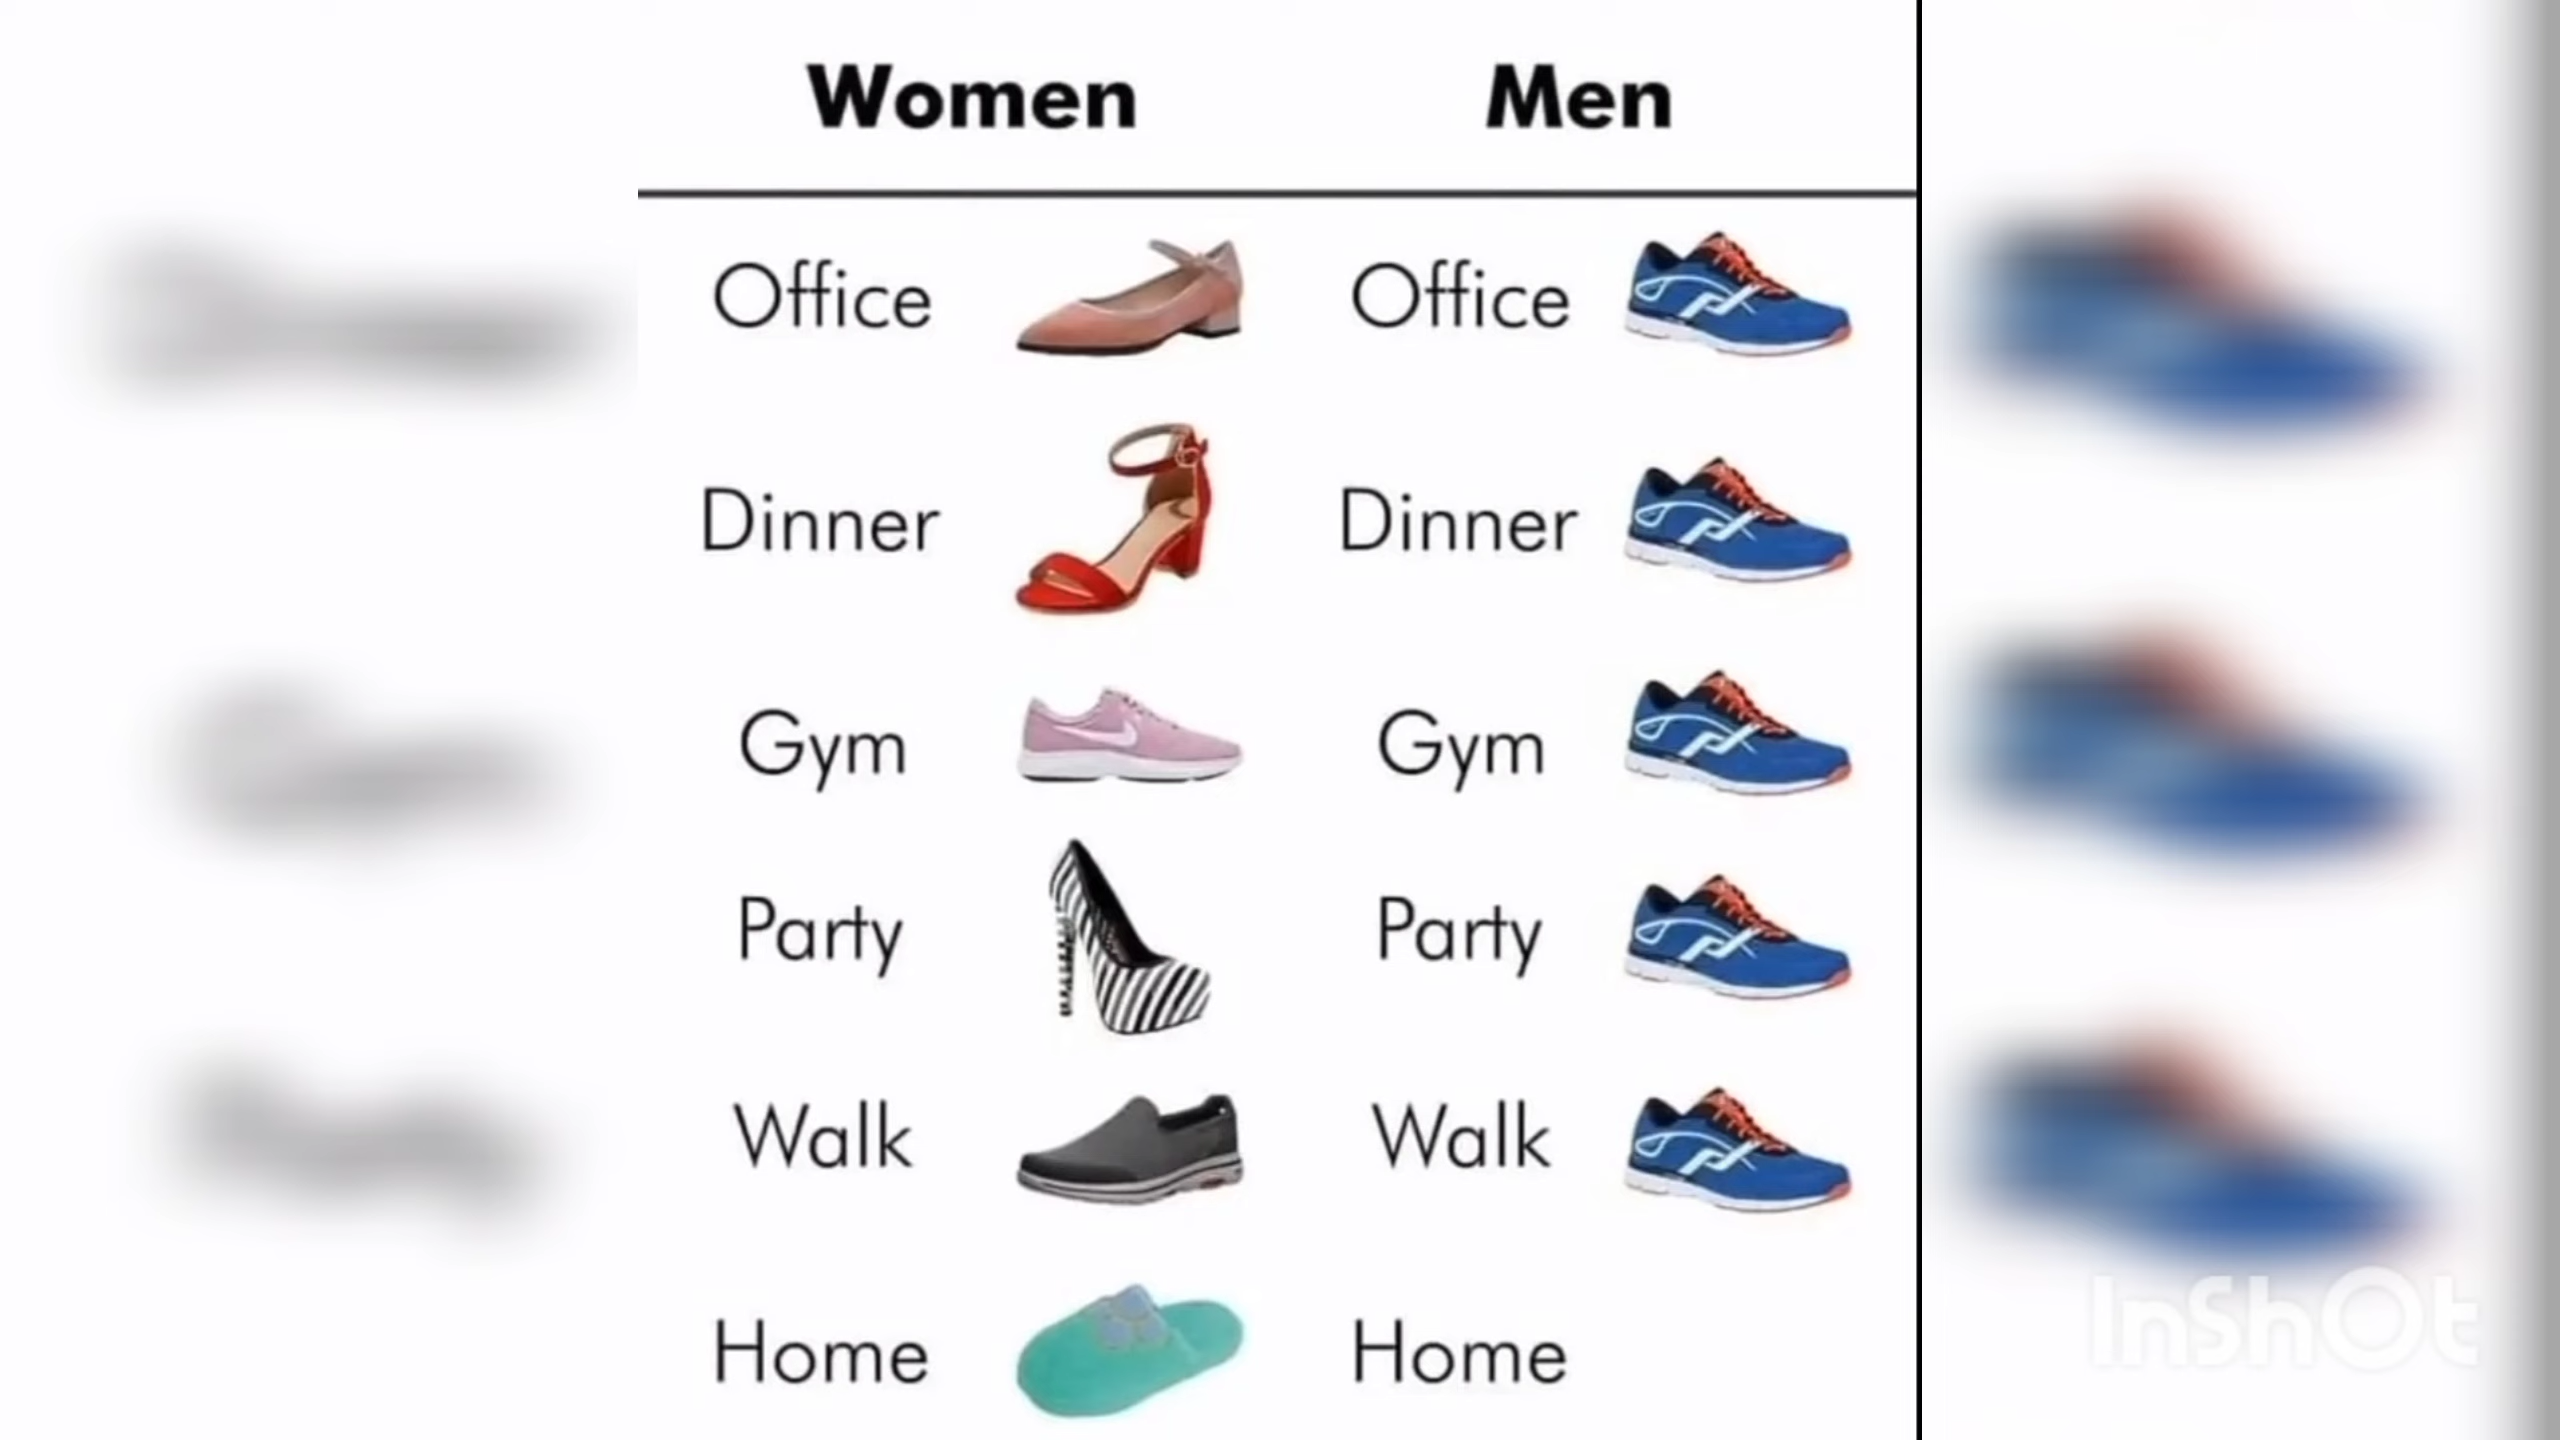 Women Men
Office Office
Dinner Dinner
Gym Gym
Party Party
Walk Walk
Home Home
InShOt